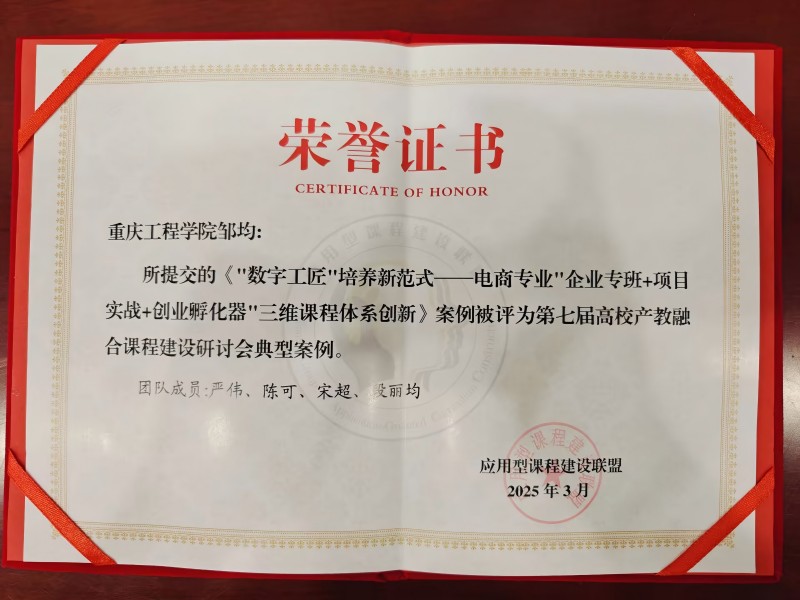 荣誉证书
CERTIFICATE OF HONOR
重庆工程学院邹均:
所提交的《"数字工匠"培养新范式——电商专业"企业专班+项目
实战+创业孵化器"三维课程体系创新》案例被评为第七届高校产教融
合课程建设研讨会典型案例。
团队成员:严伟、陈可、宋超、段丽均
应用型课程建设联盟
2025 年 3 月